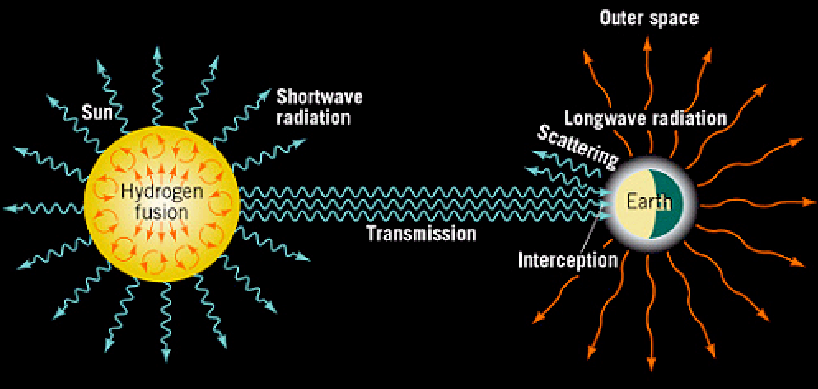 Outer space
Sun
Shortwave
radiation
Longwave radiation
Scattering
Hydrogen
fusion
Earth
Transmission
Interception